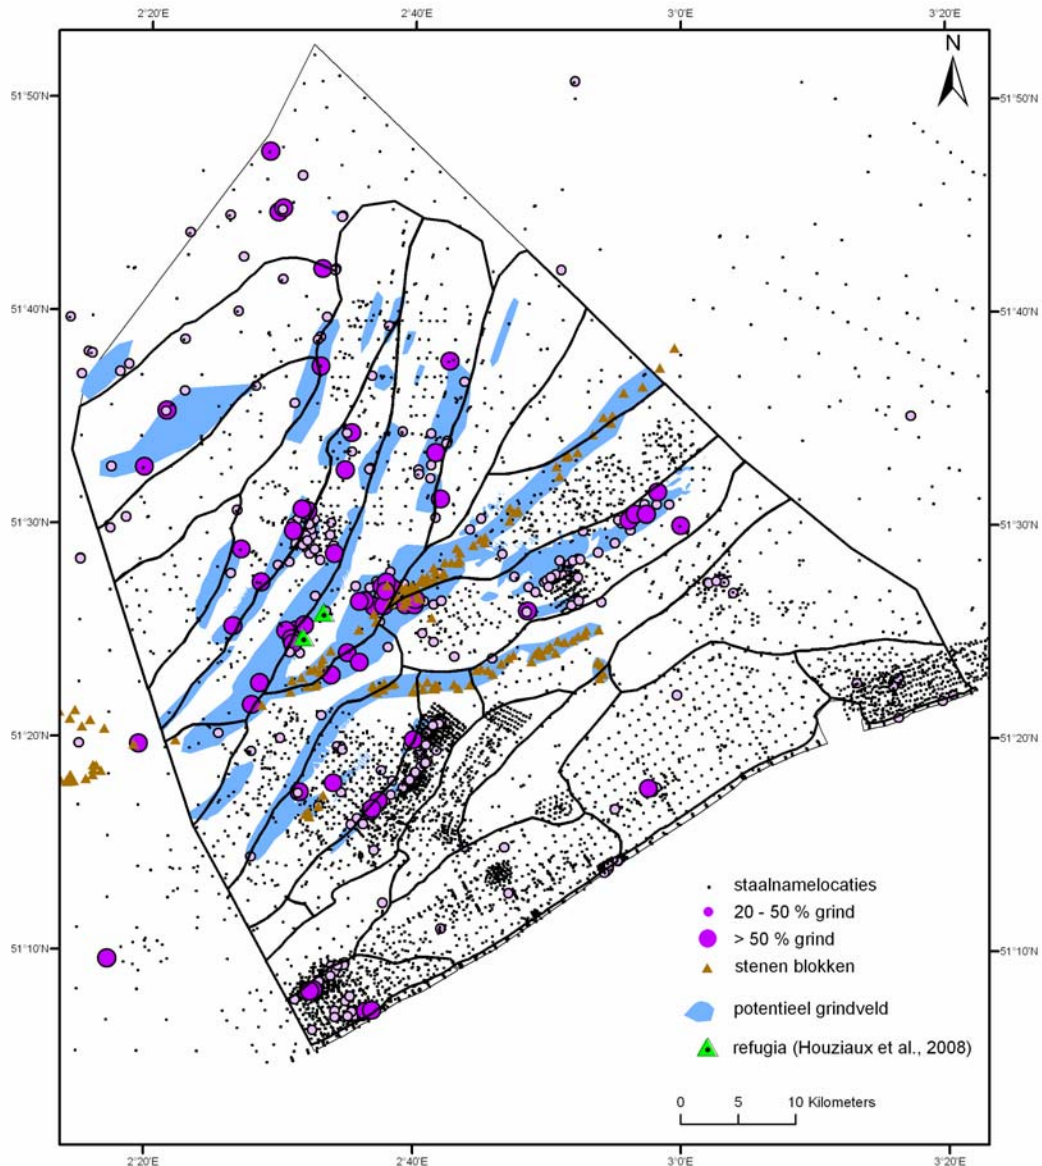 2°20'E 2°40'E 3°0'E 3°20'E
N
51°50'N 51°50'N
51°40'N 51°40'N
51°30'N 51°30'N
51°20'N 51°20'N
51°10'N 51°10'N
staalnamelocaties
20 - 50 % grind
> 50 % grind
stenen blokken
potentieel grindveld
refugia (Houziaux et al., 2008)
0 5 10 Kilometers
2°20'E 2°40'E 3°0'E 3°20'E